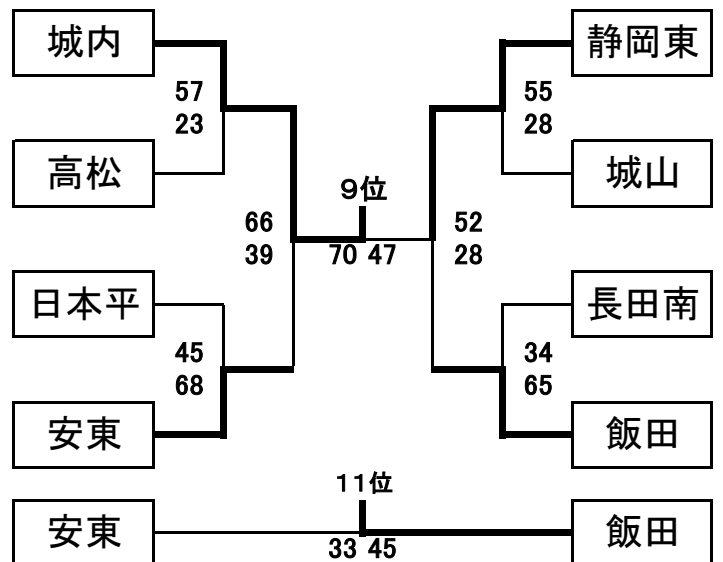 城内
静岡東
57
55
23
28
高松
城山
9位
66
52
39
28
70 47
日本平
長田南
45
34
68
65
安東
飯田
11位
安東
飯田
33 45